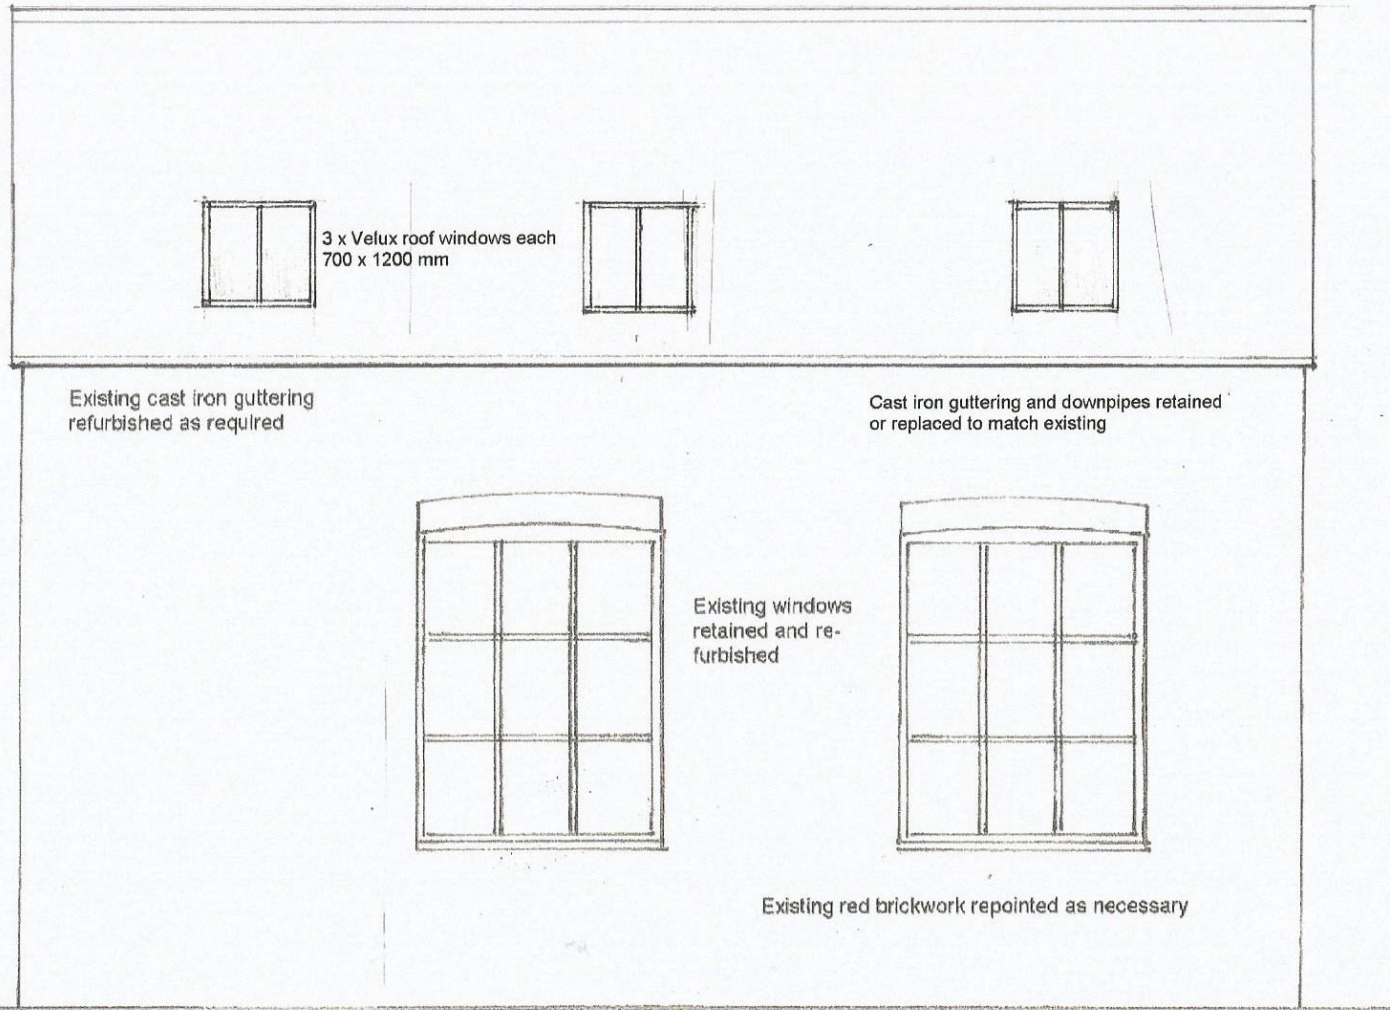 3 x Velux roof windows each
700 x 1200 mm
Existing cast iron guttering
refurbished as required
Cast iron guttering and downpipes retained
or replaced to match existing
Existing windows
retained and re-
furbished
Existing red brickwork repointed as necessary